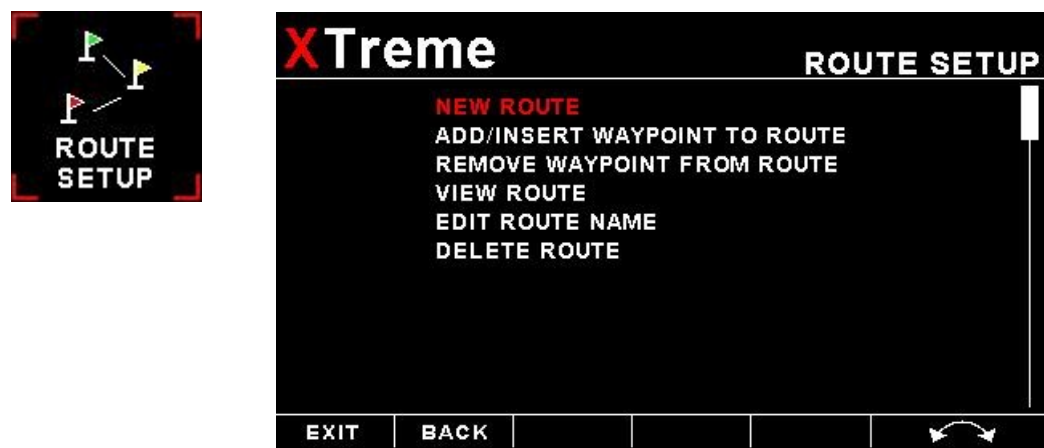 ROUTE
SETUP
XTreme
ROUTE SETUP
NEW ROUTE
ADD/INSERT WAYPOINT TO ROUTE
REMOVE WAYPOINT FROM ROUTE
VIEW ROUTE
EDIT ROUTE NAME
DELETE ROUTE
EXIT BACK